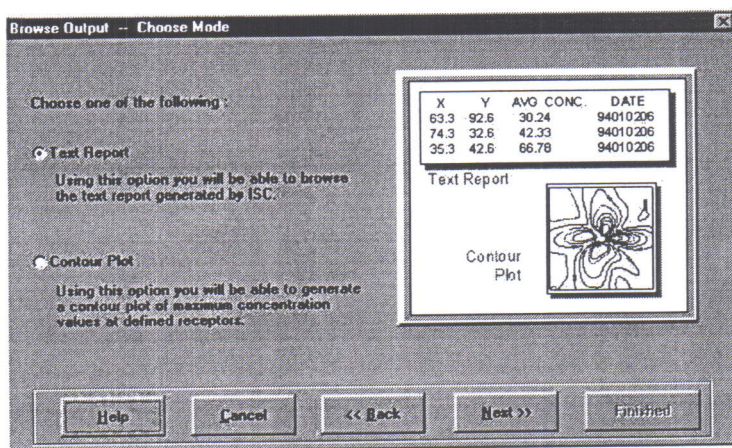 Browse Output -- Choose Mode
Choose one of the following :
Text Report
Using this option you will be able to browse
the text report generated by ISC.
Contour Plot
Using this option you will be able to generate
a contour plot of maximum concentration
values at defined receptors.
X Y AVG CONC. DATE
63.3 92.6 30.24 94010206
74.3 32.6 42.33 94010206
35.3 42.6 66.78 94010206
Text Report
Contour
Plot
Help Cancel << Back Next >> Finished